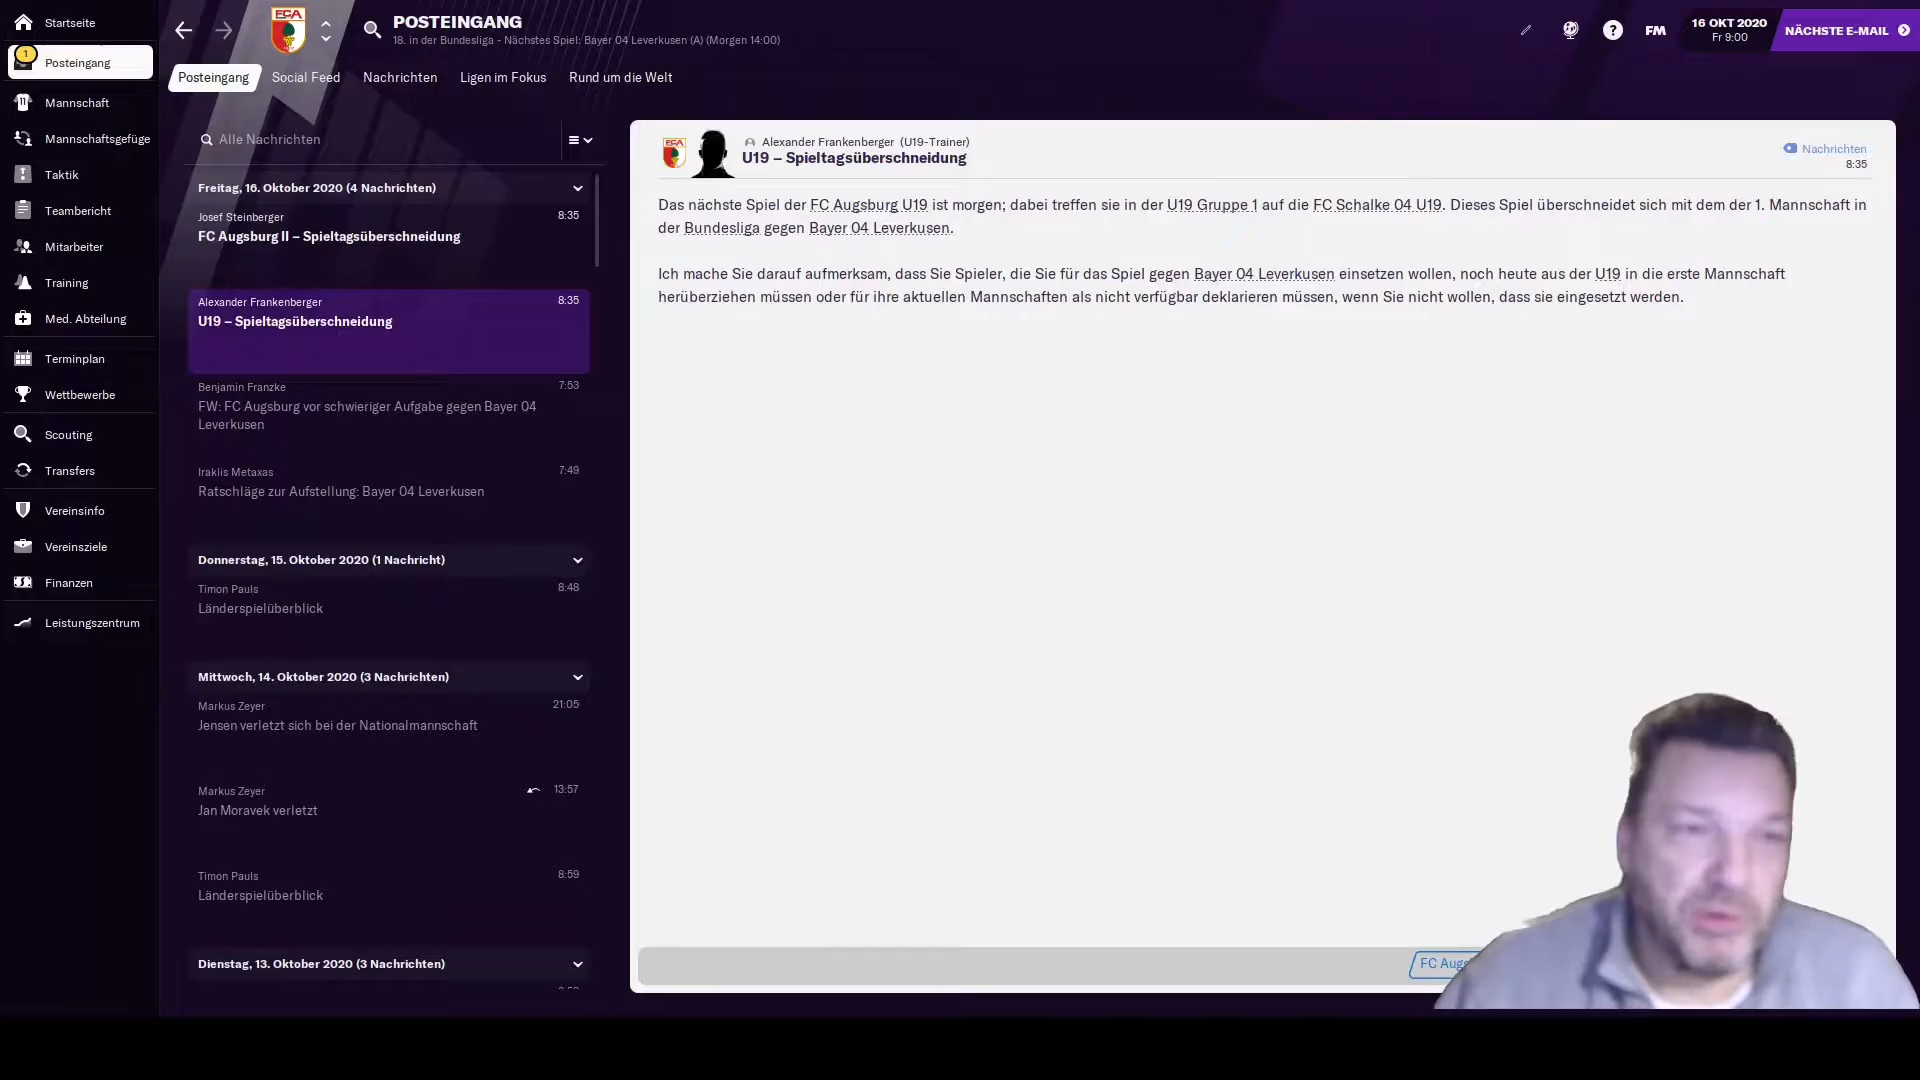 Startseite
1
Posteingang
Mannschaft
Mannschaftsgefüge
Taktik
Teambericht
Mitarbeiter
Training
Med. Abteilung
Terminplan
Wettbewerbe
Scouting
Transfers
Vereinsinfo
Vereinsziele
Finanzen
Leistungszentrum
FCA
POSTEINGANG
18. in der Bundesliga - Nächstes Spiel: Bayer 04 Leverkusen (A) (Morgen 14:00)
FM
16 OKT 2020
Fr 9:00
NÄCHSTE E-MAIL
Posteingang Social Feed Nachrichten Ligen im Fokus Rund um die Welt
Alle Nachrichten
Freitag, 16. Oktober 2020 (4 Nachrichten)
Josef Steinberger 8:35
FC Augsburg II – Spieltagsüberschneidung
Alexander Frankenberger 8:35
U19 – Spieltagsüberschneidung
Benjamin Franzke 7:53
FW: FC Augsburg vor schwieriger Aufgabe gegen Bayer 04
Leverkusen
Iraklis Metaxas 7:49
Ratschläge zur Aufstellung: Bayer 04 Leverkusen
Donnerstag, 15. Oktober 2020 (1 Nachricht)
Timon Pauls 8:48
Länderspielüberblick
Mittwoch, 14. Oktober 2020 (3 Nachrichten)
Markus Zeyer 21:05
Jensen verletzt sich bei der Nationalmannschaft
Markus Zeyer 13:57
Jan Moravek verletzt
Timon Pauls 8:59
Länderspielüberblick
Dienstag, 13. Oktober 2020 (3 Nachrichten)
FCA
Alexander Frankenberger (U19-Trainer)
U19 – Spieltagsüberschneidung
Nachrichten
8:35
Das nächste Spiel der FC Augsburg U19 ist morgen; dabei treffen sie in der U19 Gruppe 1 auf die FC Schalke 04 U19. Dieses Spiel überschneidet sich mit dem der 1. Mannschaft in
der Bundesliga gegen Bayer 04 Leverkusen.
Ich mache Sie darauf aufmerksam, dass Sie Spieler, die Sie für das Spiel gegen Bayer 04 Leverkusen einsetzen wollen, noch heute aus der U19 in die erste Mannschaft
herüberziehen müssen oder für ihre aktuellen Mannschaften als nicht verfügbar deklarieren müssen, wenn Sie nicht wollen, dass sie eingesetzt werden.
FC Augs